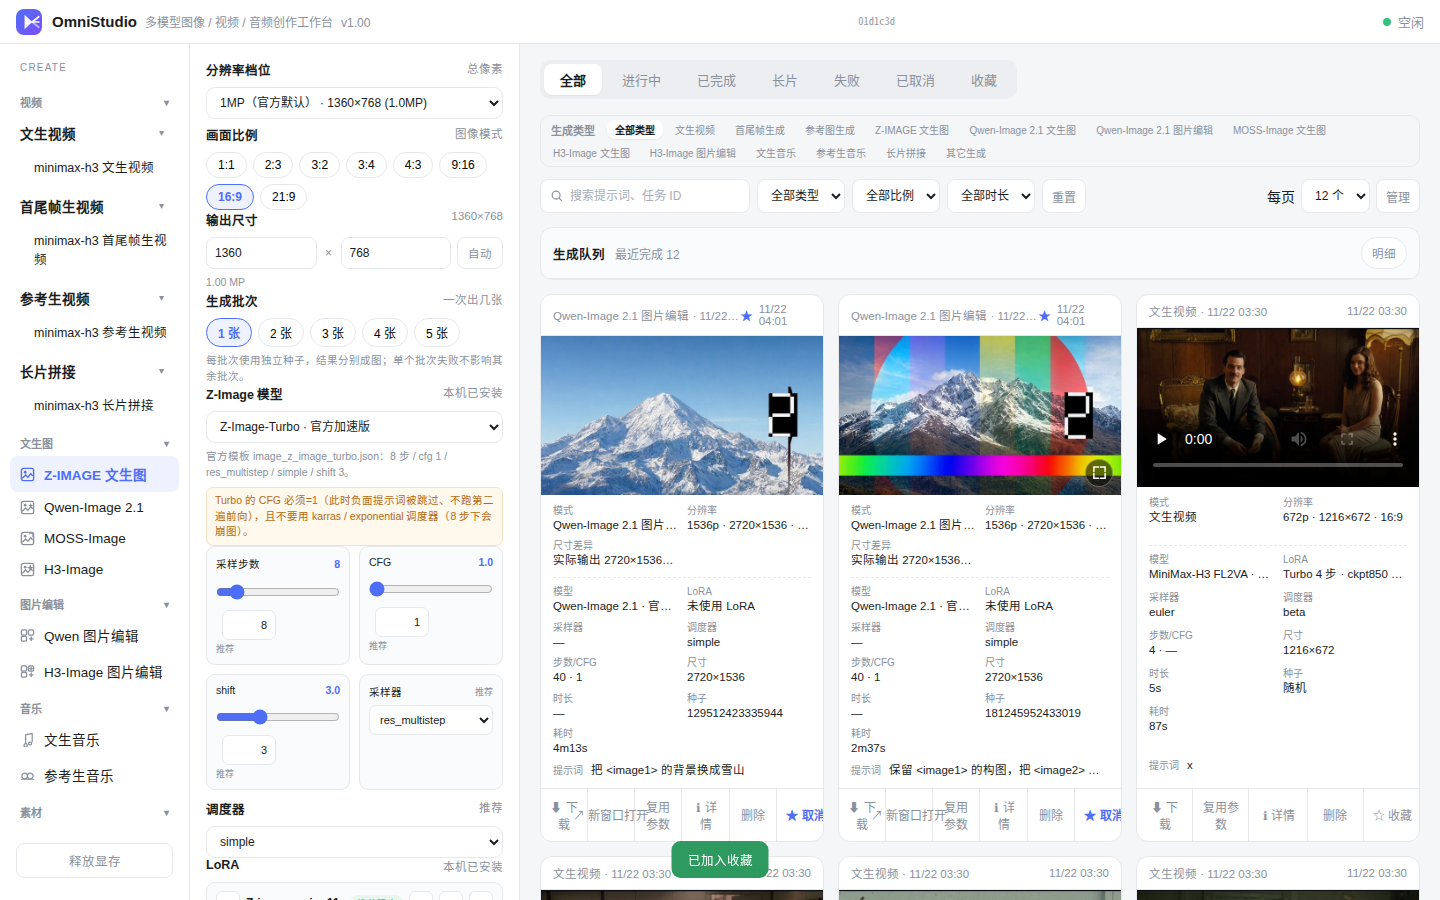 OmniStudio 多模型图像 / 视频 / 音频创作工作台 v1.00
01d1c3d
空闲
CREATE
视频
文生视频
minimax-h3 文生视频
首尾帧生视频
minimax-h3 首尾帧生视
频
参考生视频
minimax-h3 参考生视频
长片拼接
minimax-h3 长片拼接
文生图
Z-IMAGE 文生图
Qwen-Image 2.1
MOSS-Image
H3-Image
图片编辑
Qwen 图片编辑
H3-Image 图片编辑
音乐
文生音乐
参考生音乐
素材
释放显存
分辨率档位 总像素
1MP（官方默认） · 1360×768 (1.0MP)
画面比例 图像模式
1:1 2:3 3:2 3:4 4:3 9:16
16:9 21:9
输出尺寸 1360×768
1360 × 768 自动
1.00 MP
生成批次 一次出几张
1 张 2 张 3 张 4 张 5 张
每批次使用独立种子，结果分别成图；单个批次失败不影响其
余批次。
Z-Image 模型 本机已安装
Z-Image-Turbo · 官方加速版
官方模板 image_z_image_turbo.json：8 步 / cfg 1 /
res_multistep / simple / shift 3。
Turbo 的 CFG 必须=1（此时负面提示词被跳过、不跑第二
遍前向），且不要用 karras / exponential 调度器（8 步下会
崩图）。
采样步数 8
8
推荐
CFG 1.0
1
推荐
shift 3.0
3
推荐
采样器 推荐
res_multistep
调度器 推荐
simple
LoRA 本机已安装
全部 进行中 已完成 长片 失败 已取消 收藏
生成类型 全部类型 文生视频 首尾帧生成 参考图生成 Z-IMAGE 文生图 Qwen-Image 2.1 文生图 Qwen-Image 2.1 图片编辑 MOSS-Image 文生图
H3-Image 文生图 H3-Image 图片编辑 文生音乐 参考生音乐 长片拼接 其它生成
搜索提示词、任务 ID 全部类型 全部比例 全部时长 重置 每页 12 个 管理
生成队列 最近完成 12 明细
Qwen-Image 2.1 图片编辑 · 11/22… ★ 11/22
04:01
2
模式 分辨率
Qwen-Image 2.1 图片… 1536p · 2720×1536 · …
尺寸差异
实际输出 2720×1536…
模型 LoRA
Qwen-Image 2.1 · 官… 未使用 LoRA
采样器 调度器
— simple
步数/CFG 尺寸
40 · 1 2720×1536
时长 种子
— 129512423335944
耗时
4m13s
提示词 把 <image1> 的背景换成雪山
⬇ 下
载
↗ 新窗口打开
复用
参数
ℹ 详
情
删除
★ 取消
Qwen-Image 2.1 图片编辑 · 11/22… ★ 11/22
04:01
2
模式 分辨率
Qwen-Image 2.1 图片… 1536p · 2720×1536 · …
尺寸差异
实际输出 2720×1536…
模型 LoRA
Qwen-Image 2.1 · 官… 未使用 LoRA
采样器 调度器
— simple
步数/CFG 尺寸
40 · 1 2720×1536
时长 种子
— 181245952433019
耗时
2m37s
提示词 保留 <image1> 的构图，把 <image2> …
⬇ 下
载
↗ 新窗口打开
复用
参数
ℹ 详
情
删除
★ 取消
文生视频 · 11/22 03:30 11/22 03:30
0:00
模式 分辨率
文生视频 672p · 1216×672 · 16:9
模型 LoRA
MiniMax-H3 FL2VA · … Turbo 4 步 · ckpt850 …
采样器 调度器
euler beta
步数/CFG 尺寸
4 · — 1216×672
时长 种子
5s 随机
耗时
87s
提示词 x
⬇ 下
载
复用参
数
ℹ 详情
删除
☆ 收藏
已加入收藏
文生视频 · 11/22 03:30 22 03:30
文生视频 · 11/22 03:30 11/22 03:30
文生视频 · 11/22 03:30 11/22 03:30